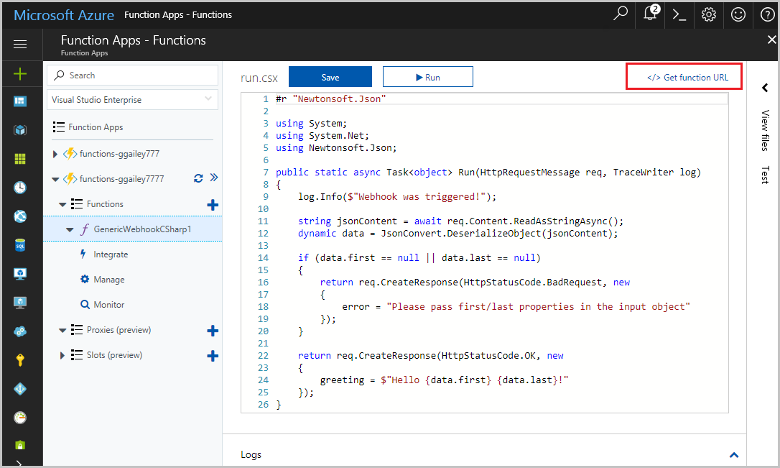 Microsoft Azure Function Apps - Functions
2
Function Apps - Functions
Function Apps
Search
Visual Studio Enterprise
Function Apps
functions-ggailey777
functions-ggailey7777
Functions
f GenericWebhookCSharp1
Integrate
Manage
Monitor
Proxies (preview)
Slots (preview)
SQL
run.csx Save Run </> Get function URL
1 #r "Newtonsoft.Json"
2
3 using System;
4 using System.Net;
5 using Newtonsoft.Json;
6
7 public static async Task<object> Run(HttpRequestMessage req, TraceWriter log)
8 {
9     log.Info($"Webhook was triggered!");
10
11     string jsonContent = await req.Content.ReadAsStringAsync();
12     dynamic data = JsonConvert.DeserializeObject(jsonContent);
13
14     if (data.first == null || data.last == null)
15     {
16         return req.CreateResponse(HttpStatusCode.BadRequest, new
17         {
18             error = "Please pass first/last properties in the input object"
19         });
20     }
21
22     return req.CreateResponse(HttpStatusCode.OK, new
23     {
24         greeting = $"Hello {data.first} {data.last}!"
25     });
26 }
View files
Test
Logs